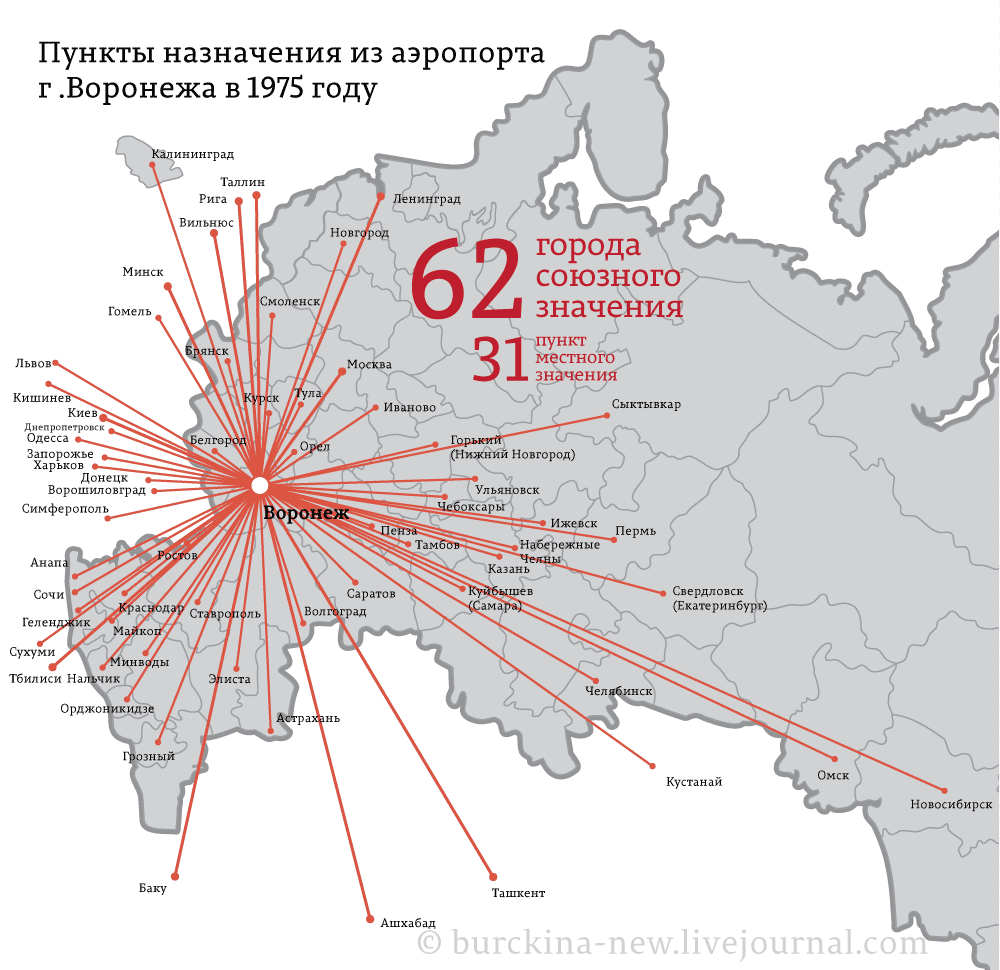 Пункты назначения из аэропорта
г .Воронежа в 1975 году
Калининград
Таллин
Рига
Ленинград
Вильнюс
Новгород
62
города
союзного
значения
31
пункт
местного
значения
Минск
Смоленск
Гомель
Брянск
Львов
Москва
Кишинев
Курск
Тула
Иваново
Сыктывкар
Киев
Днепропетровск
Одесса
Белгород
Орел
Горький
(Нижний Новгород)
Запорожье
Харьков
Донецк
Ворошиловград
Ульяновск
Чебоксары
Симферополь
Воронеж
Ижевск
Пермь
Пенза
Тамбов
Набережные
Челны
Ростов
Анапа
Казань
Сочи
Краснодар
Ставрополь
Волгоград
Саратов
Куйбышев
(Самара)
Свердловск
(Екатеринбург)
Геленджик
Майкоп
Сухуми
Минводы
Тбилиси
Нальчик
Элиста
Челябинск
Орджоникидзе
Астрахань
Грозный
Кустанай
Омск
Новосибирск
Баку
Ташкент
Ашхабад
© burckina-new.livejournal.com